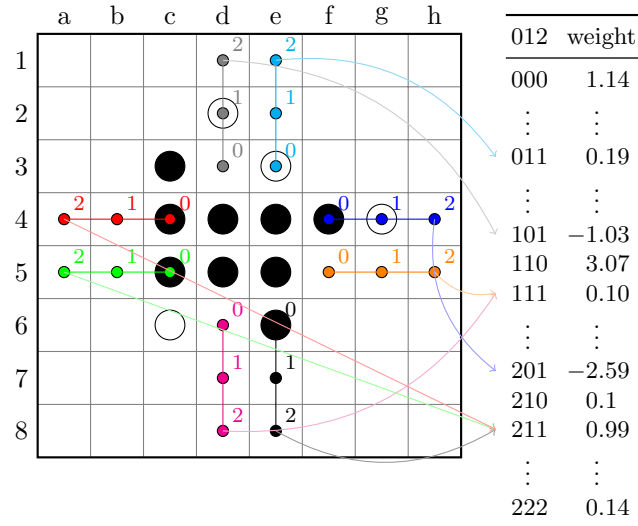 a b c d e f g h
012 weight
1 2 2
000 1.14
2 1 1
⋮ ⋮
3 0 0
011 0.19
⋮ ⋮
4 2 1 0 0 1 2
101 −1.03
110 3.07
5 2 1 0 0 1 2
111 0.10
6 0 0
⋮ ⋮
7 1 1
201 −2.59
210 0.1
8 2 2
211 0.99
⋮ ⋮
222 0.14